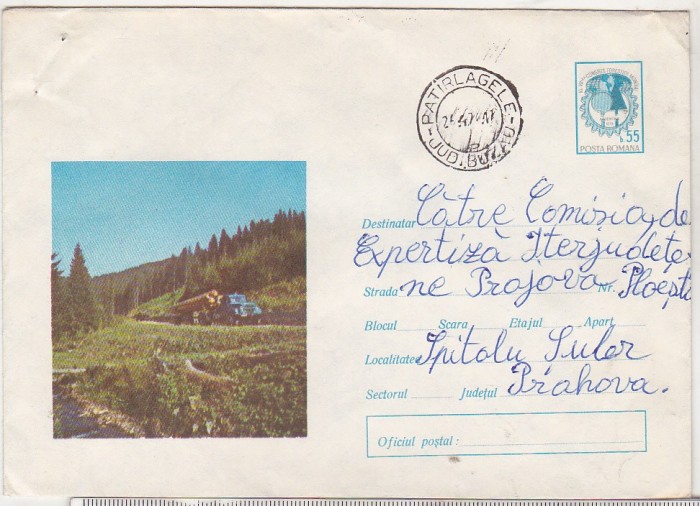 PATIRLAGELE
JUD. BUZAU
55
POSTA ROMANA
Destinatar Către Comisia de
Expertiză Iterjudețe
Strada ne Prajova Nr. Ploești
Blocul Scara Etajul Apart.
Localitatea Spitalu Suler
Sectorul Județul Prahova.
Oficiul poștal :